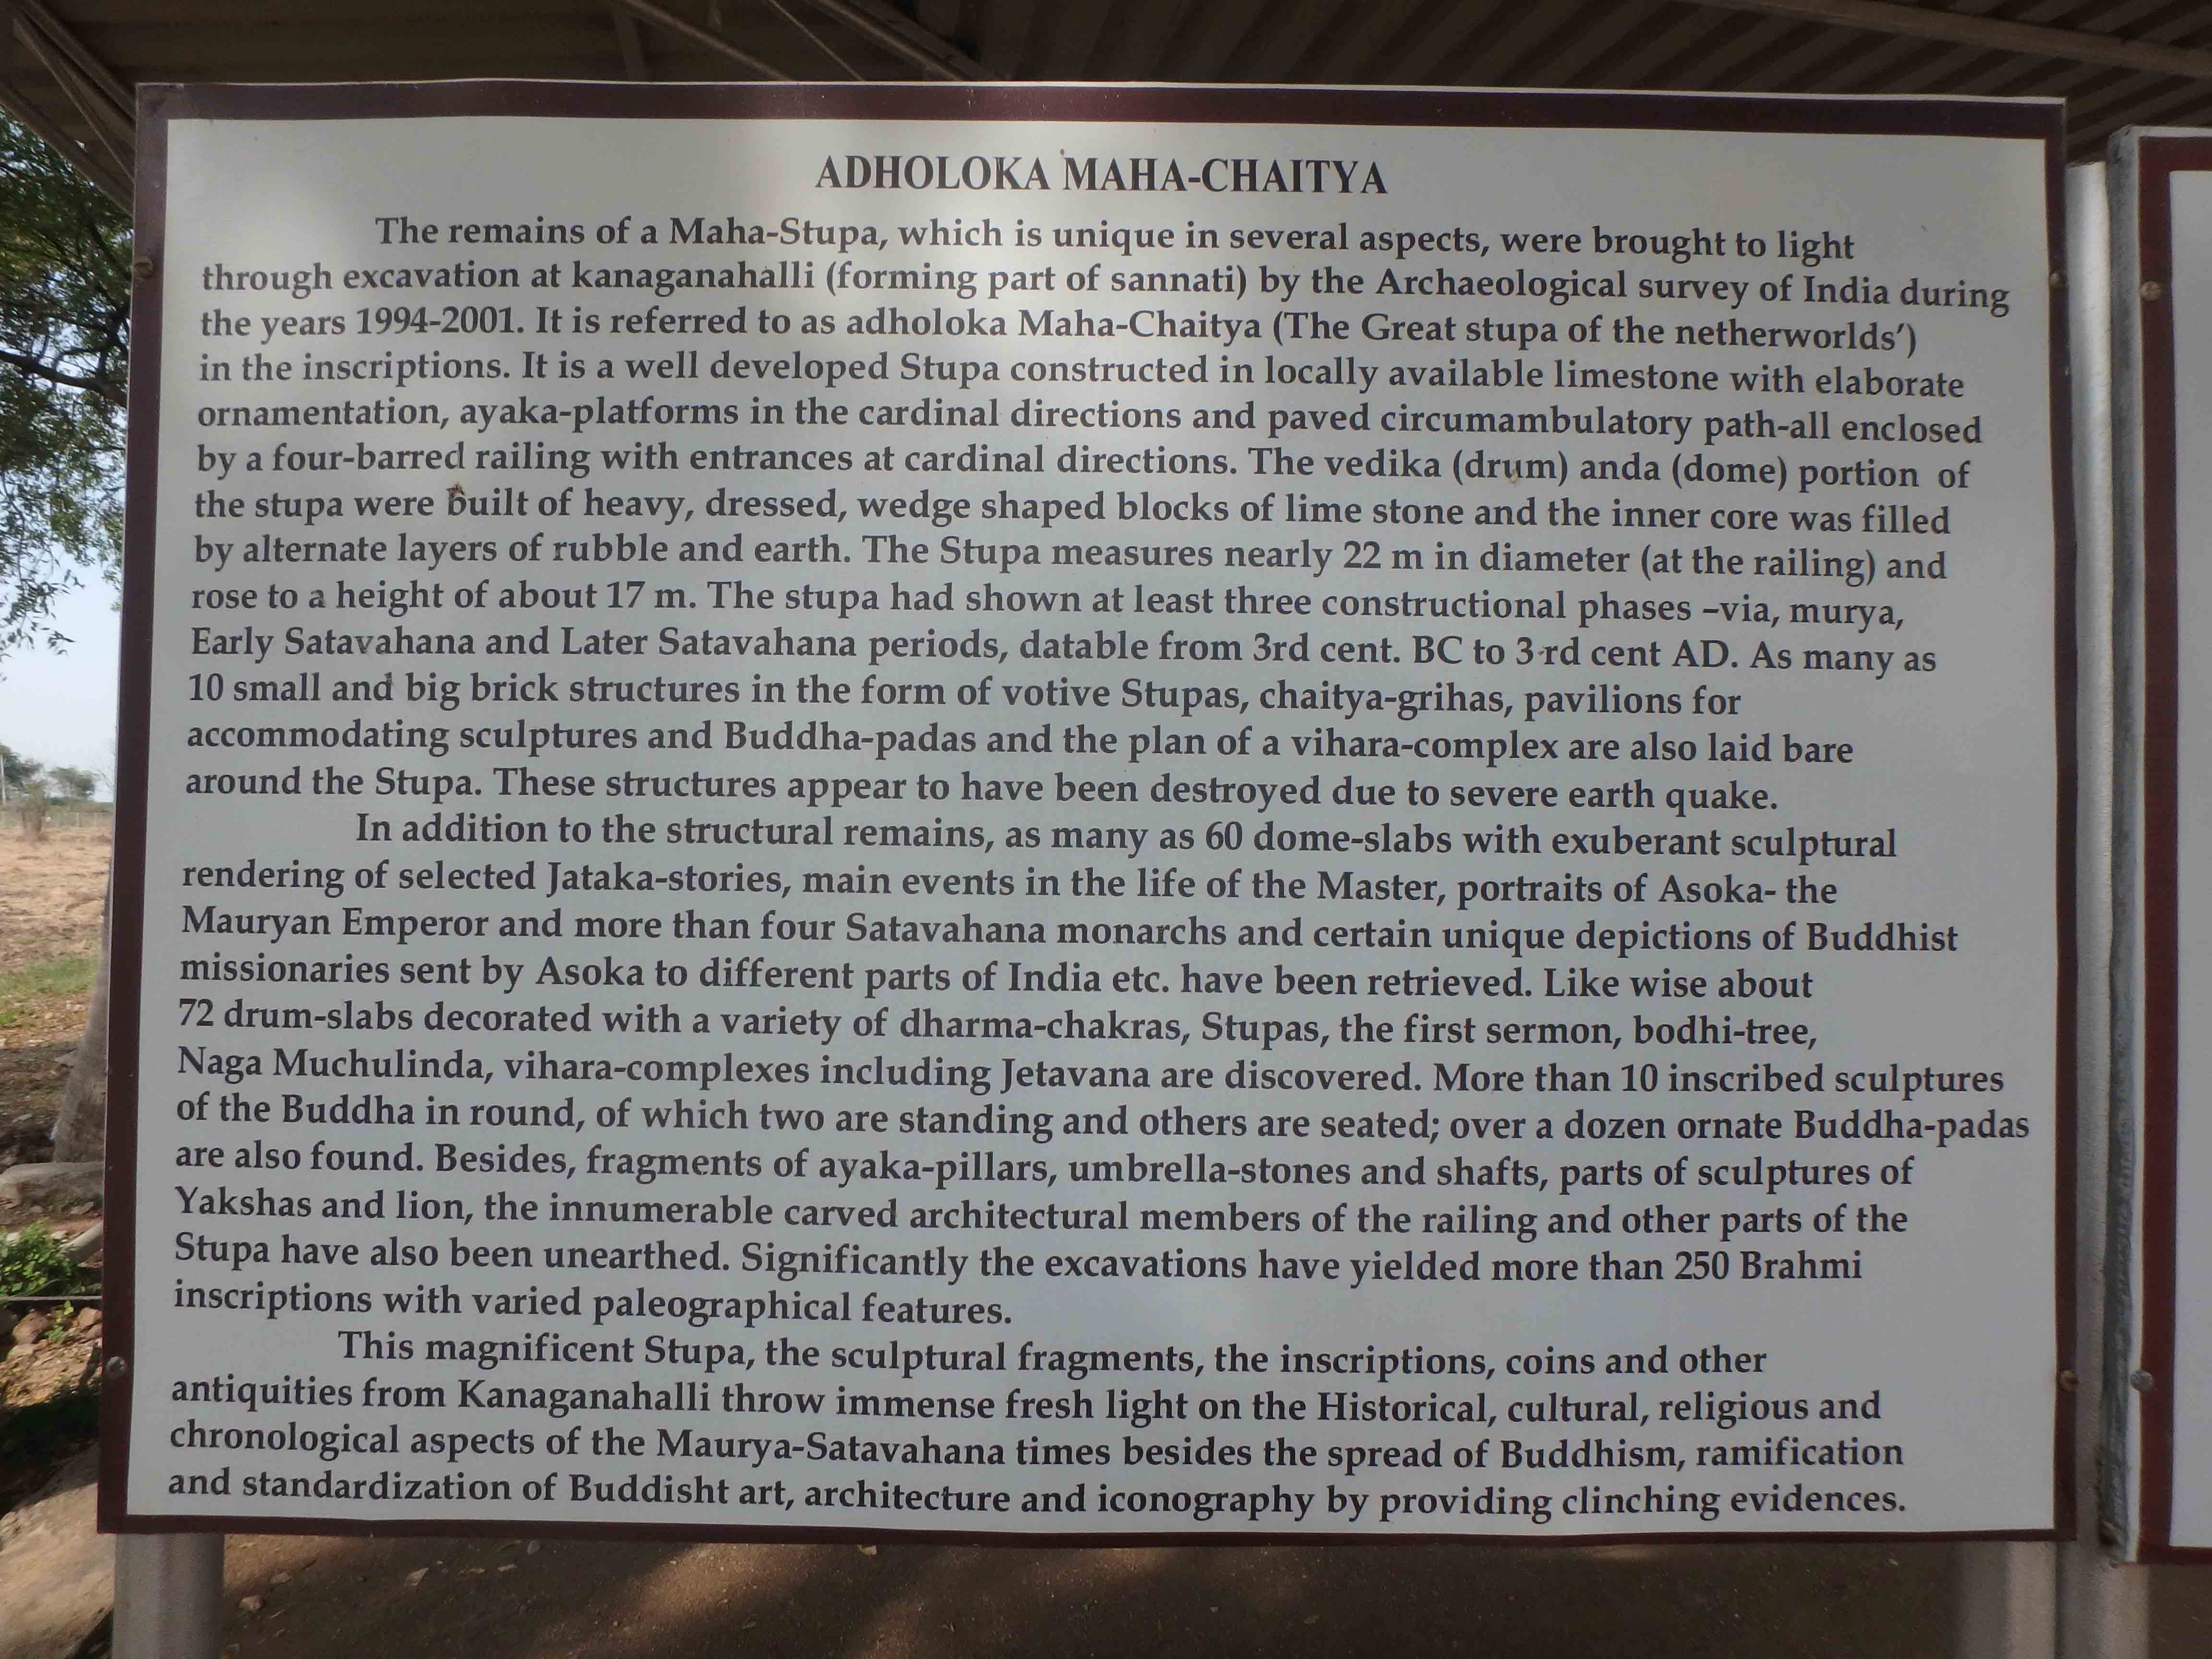 ADHOLOKA MAHA-CHAITYA
The remains of a Maha-Stupa, which is unique in several aspects, were brought to light
through excavation at kanaganahalli (forming part of sannati) by the Archaeological survey of India during
the years 1994-2001. It is referred to as adholoka Maha-Chaitya (The Great stupa of the netherworlds')
in the inscriptions. It is a well developed Stupa constructed in locally available limestone with elaborate
ornamentation, ayaka-platforms in the cardinal directions and paved circumambulatory path-all enclosed
by a four-barred railing with entrances at cardinal directions. The vedika (drum) anda (dome) portion of
the stupa were built of heavy, dressed, wedge shaped blocks of lime stone and the inner core was filled
by alternate layers of rubble and earth. The Stupa measures nearly 22 m in diameter (at the railing) and
rose to a height of about 17 m. The stupa had shown at least three constructional phases –via, murya,
Early Satavahana and Later Satavahana periods, datable from 3rd cent. BC to 3 rd cent AD. As many as
10 small and big brick structures in the form of votive Stupas, chaitya-grihas, pavilions for
accommodating sculptures and Buddha-padas and the plan of a vihara-complex are also laid bare
around the Stupa. These structures appear to have been destroyed due to severe earth quake.
In addition to the structural remains, as many as 60 dome-slabs with exuberant sculptural
rendering of selected Jataka-stories, main events in the life of the Master, portraits of Asoka- the
Mauryan Emperor and more than four Satavahana monarchs and certain unique depictions of Buddhist
missionaries sent by Asoka to different parts of India etc. have been retrieved. Like wise about
72 drum-slabs decorated with a variety of dharma-chakras, Stupas, the first sermon, bodhi-tree,
Naga Muchulinda, vihara-complexes including Jetavana are discovered. More than 10 inscribed sculptures
of the Buddha in round, of which two are standing and others are seated; over a dozen ornate Buddha-padas
are also found. Besides, fragments of ayaka-pillars, umbrella-stones and shafts, parts of sculptures of
Yakshas and lion, the innumerable carved architectural members of the railing and other parts of the
Stupa have also been unearthed. Significantly the excavations have yielded more than 250 Brahmi
inscriptions with varied paleographical features.
This magnificent Stupa, the sculptural fragments, the inscriptions, coins and other
antiquities from Kanaganahalli throw immense fresh light on the Historical, cultural, religious and
chronological aspects of the Maurya-Satavahana times besides the spread of Buddhism, ramification
and standardization of Buddisht art, architecture and iconography by providing clinching evidences.